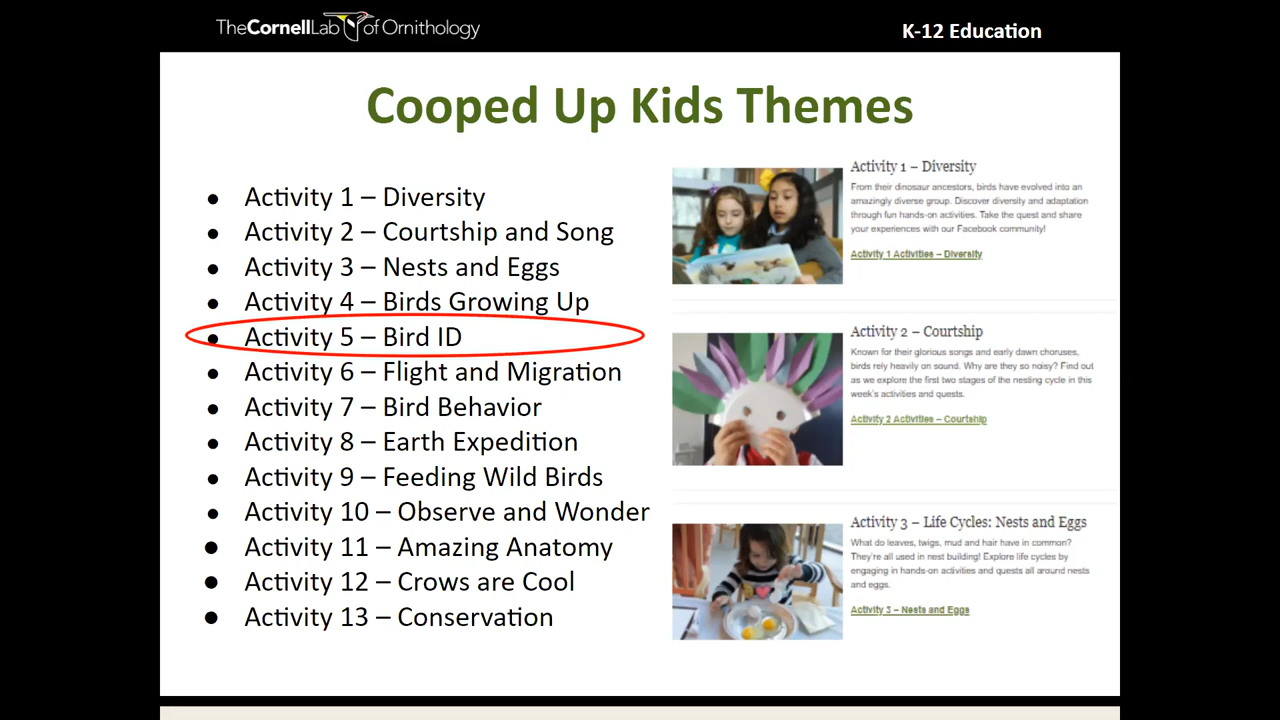 TheCornellLab of Ornithology
K-12 Education
Cooped Up Kids Themes
● Activity 1 – Diversity
● Activity 2 – Courtship and Song
● Activity 3 – Nests and Eggs
● Activity 4 – Birds Growing Up
● Activity 5 – Bird ID
● Activity 6 – Flight and Migration
● Activity 7 – Bird Behavior
● Activity 8 – Earth Expedition
● Activity 9 – Feeding Wild Birds
● Activity 10 – Observe and Wonder
● Activity 11 – Amazing Anatomy
● Activity 12 – Crows are Cool
● Activity 13 – Conservation
Activity 1 – Diversity
From their dinosaur ancestors, birds have evolved into an
amazingly diverse group. Discover diversity and adaptation
through fun hands-on activities. Take the quest and share
your experiences with our Facebook community!
Activity 1 Activities – Diversity
Activity 2 – Courtship
Known for their glorious songs and early dawn choruses,
birds rely heavily on sound. Why are they so noisy? Find out
as we explore the first two stages of the nesting cycle in this
week's activities and quests.
Activity 2 Activities – Courtship
Activity 3 – Life Cycles: Nests and Eggs
What do leaves, twigs, mud and hair have in common?
They're all used in nest building! Explore life cycles by
engaging in hands-on activities and quests all around nests
and eggs.
Activity 3 – Nests and Eggs